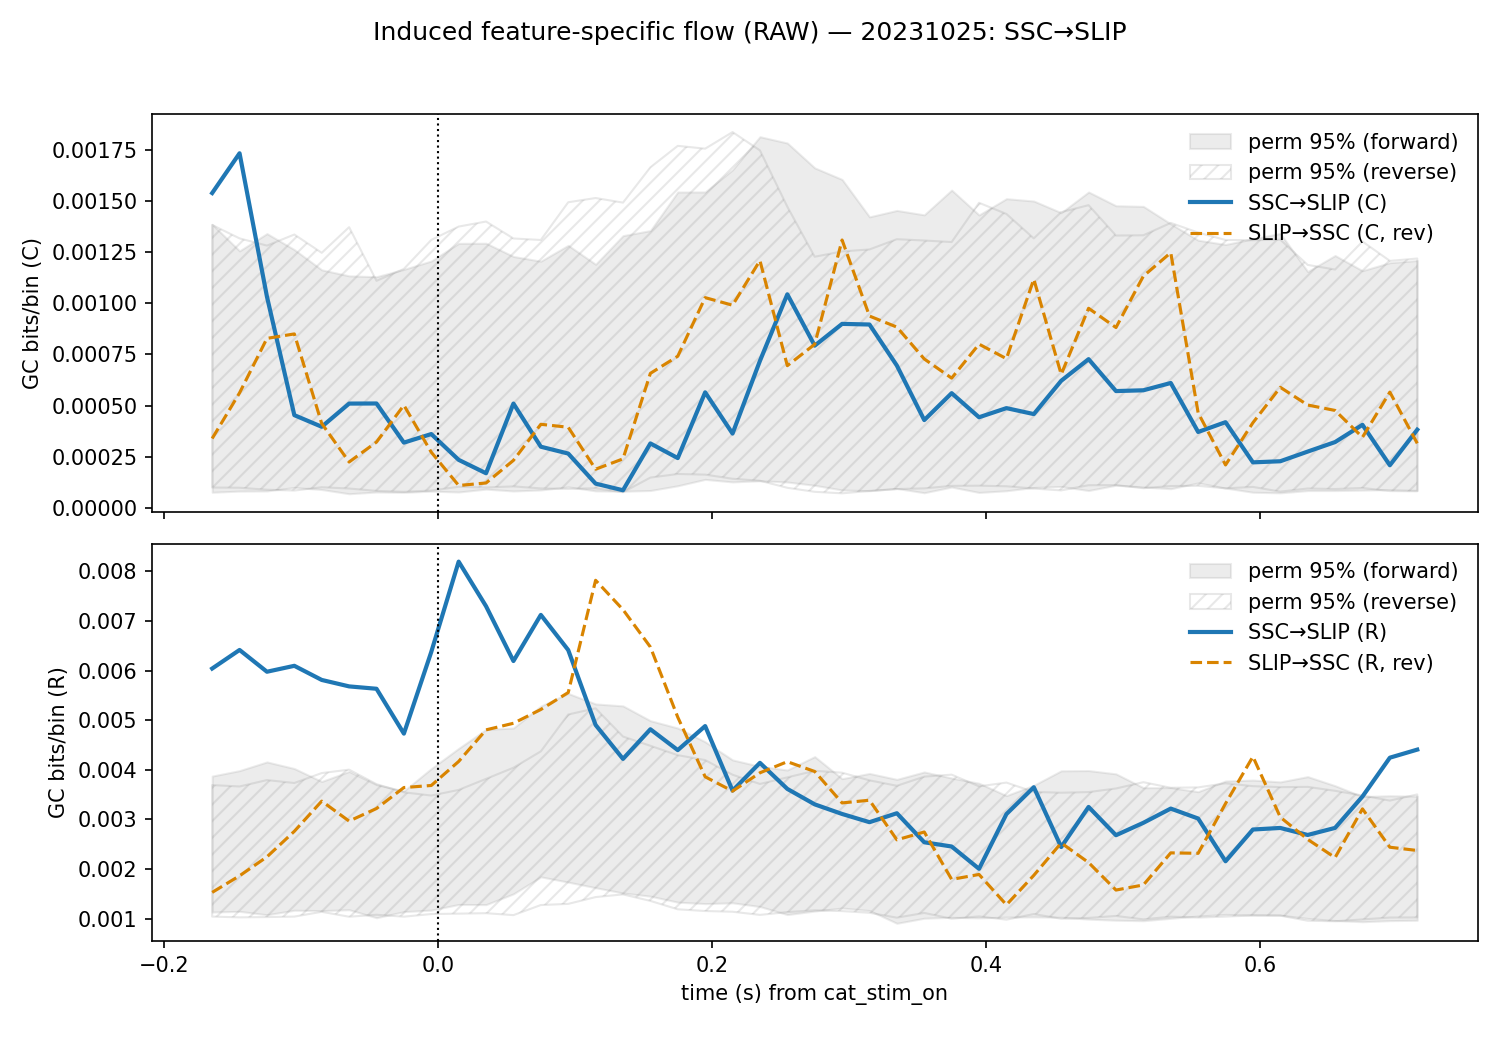 Induced feature-specific flow (RAW) — 20231025: SSC→SLIP
GC bits/bin (C)
0.00175
0.00150
0.00125
0.00100
0.00075
0.00050
0.00025
0.00000
perm 95% (forward)
perm 95% (reverse)
SSC→SLIP (C)
SLIP→SSC (C, rev)
GC bits/bin (R)
0.008
0.007
0.006
0.005
0.004
0.003
0.002
0.001
perm 95% (forward)
perm 95% (reverse)
SSC→SLIP (R)
SLIP→SSC (R, rev)
−0.2 0.0 0.2 0.4 0.6
time (s) from cat_stim_on